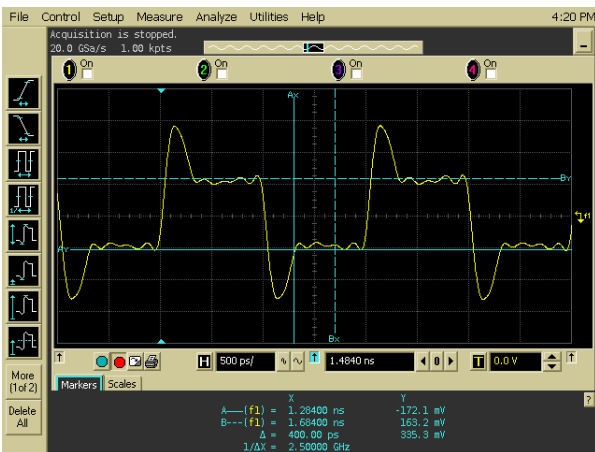 File Control Setup Measure Analyze Utilities Help 4:20 PM
Acquisition is stopped.
20.0 GSa/s 1.00 kpts
1 On 2 On 3 On 4 On
Ax
By
f1
Ay
Bx
H 500 ps/ 1.4840 ns 0 T 0.0 V
More
(1 of 2)
Delete
All
Markers Scales
X Y
A——(f1) = 1.28400 ns -172.1 mV
B---(f1) = 1.68400 ns 163.2 mV
Δ = 400.00 ps 335.3 mV
1/ΔX = 2.50000 GHz
?